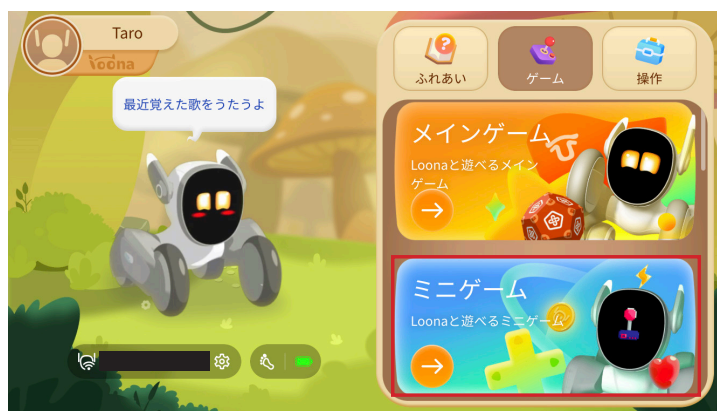 Taro
Loona
最近覚えた歌をうたうよ
ふれあい
ゲーム
操作
メインゲーム
Loonaと遊べるメイン
ゲーム
ミニゲーム
Loonaと遊べるミニゲーム